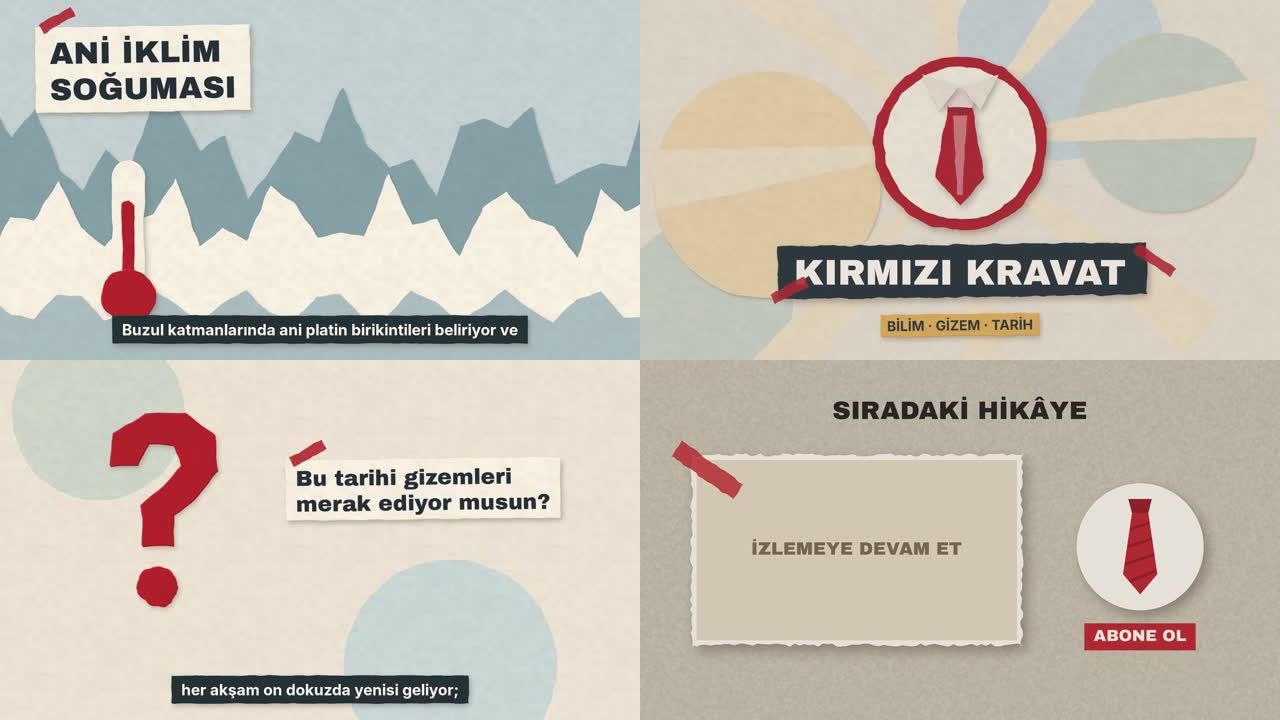 ANİ İKLİM
SOĞUMASI
Buzul katmanlarında ani platin birikintileri beliriyor ve
KIRMIZI KRAVAT
BİLİM · GİZEM · TARİH
Bu tarihi gizemleri
merak ediyor musun?
her akşam on dokuzda yenisi geliyor;
SIRADAKİ HİKÂYE
İZLEMEYE DEVAM ET
ABONE OL